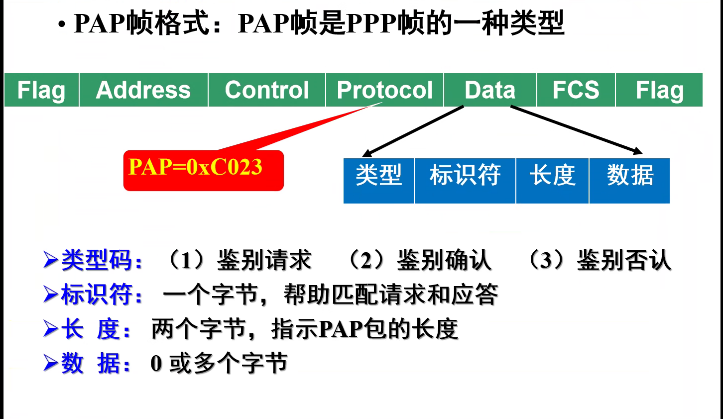 • PAP帧格式：PAP帧是PPP帧的一种类型
Flag Address Control Protocol Data FCS Flag
PAP=0xC023
类型 标识符 长度 数据
➢类型码：（1）鉴别请求 （2）鉴别确认 （3）鉴别否认
➢标识符：一个字节，帮助匹配请求和应答
➢长 度：两个字节，指示PAP包的长度
➢数 据：0 或多个字节